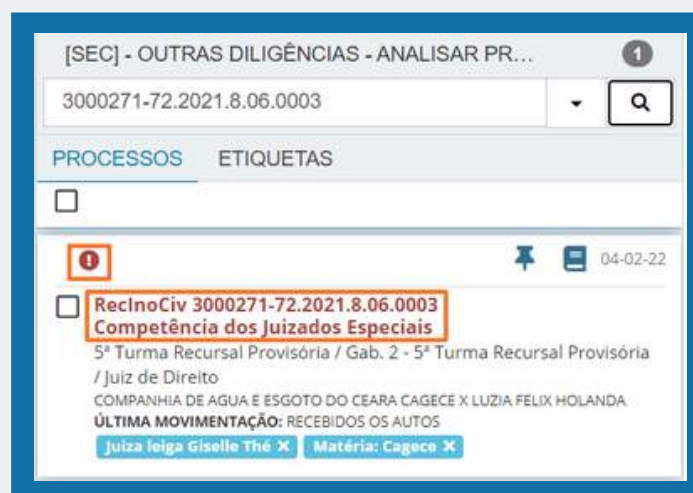 [SEC] - OUTRAS DILIGÊNCIAS - ANALISAR PR... 1
3000271-72.2021.8.06.0003
PROCESSOS ETIQUETAS
04-02-22
RecInoCiv 3000271-72.2021.8.06.0003
Competência dos Juizados Especiais
5ª Turma Recursal Provisória / Gab. 2 - 5ª Turma Recursal Provisória
/ Juiz de Direito
COMPANHIA DE AGUA E ESGOTO DO CEARA CAGECE X LUZIA FELIX HOLANDA
ÚLTIMA MOVIMENTAÇÃO: RECEBIDOS OS AUTOS
Juiza leiga Giselle Thé × Matéria: Cagece ×